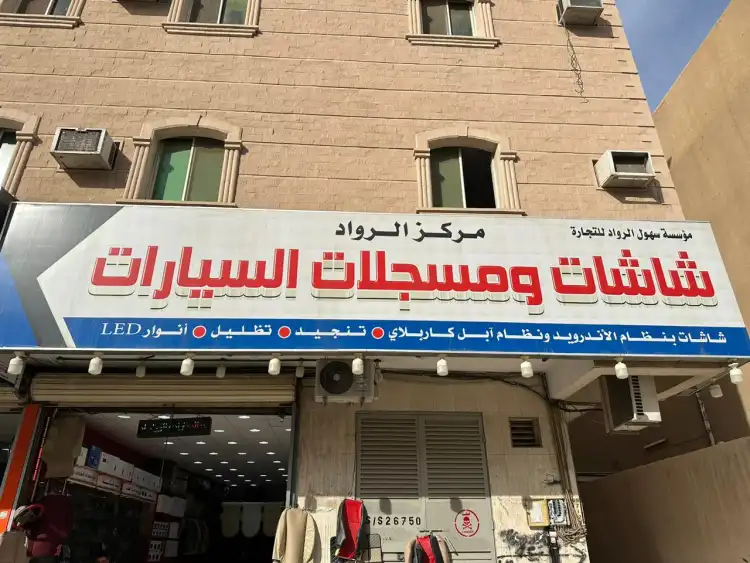 مؤسسة سهول الرواد للتجارة
مركز الرواد
شاشات ومسجلات السيارات
شاشات بنظام الأندرويد ونظام آبل كاربلاي • تنجيد • تظليل • أنوار LED
S/S26750